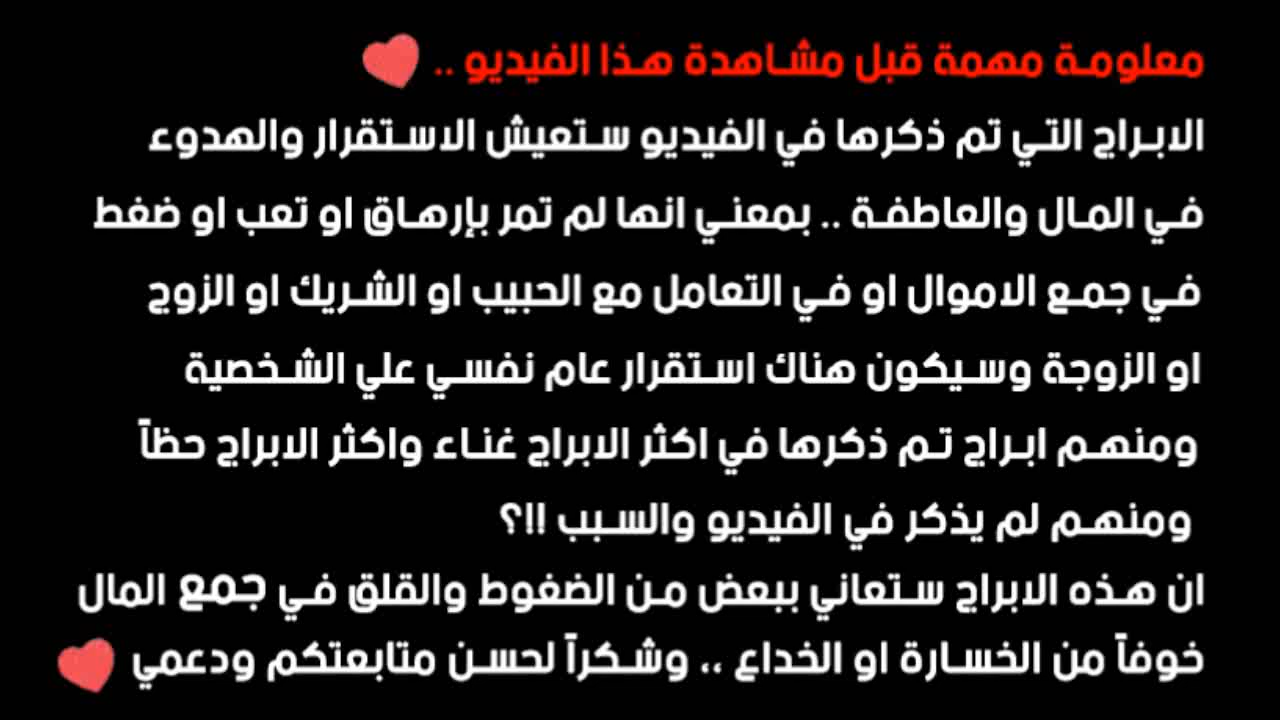 معلومة مهمة قبل مشاهدة هذا الفيديو ..
الابراج التي تم ذكرها في الفيديو ستعيش الاستقرار والهدوء
في المال والعاطفة .. بمعني انها لم تمر بإرهاق او تعب او ضغط
في جمع الاموال او في التعامل مع الحبيب او الشريك او الزوج
او الزوجة وسيكون هناك استقرار عام نفسي علي الشخصية
ومنهم ابراج تم ذكرها في اكثر الابراج غناء واكثر الابراج حظاً
ومنهم لم يذكر في الفيديو والسبب !!؟
ان هذه الابراج ستعاني ببعض من الضغوط والقلق في جمع المال
خوفاً من الخسارة او الخداع ،، وشكراً لحسن متابعتكم ودعمي